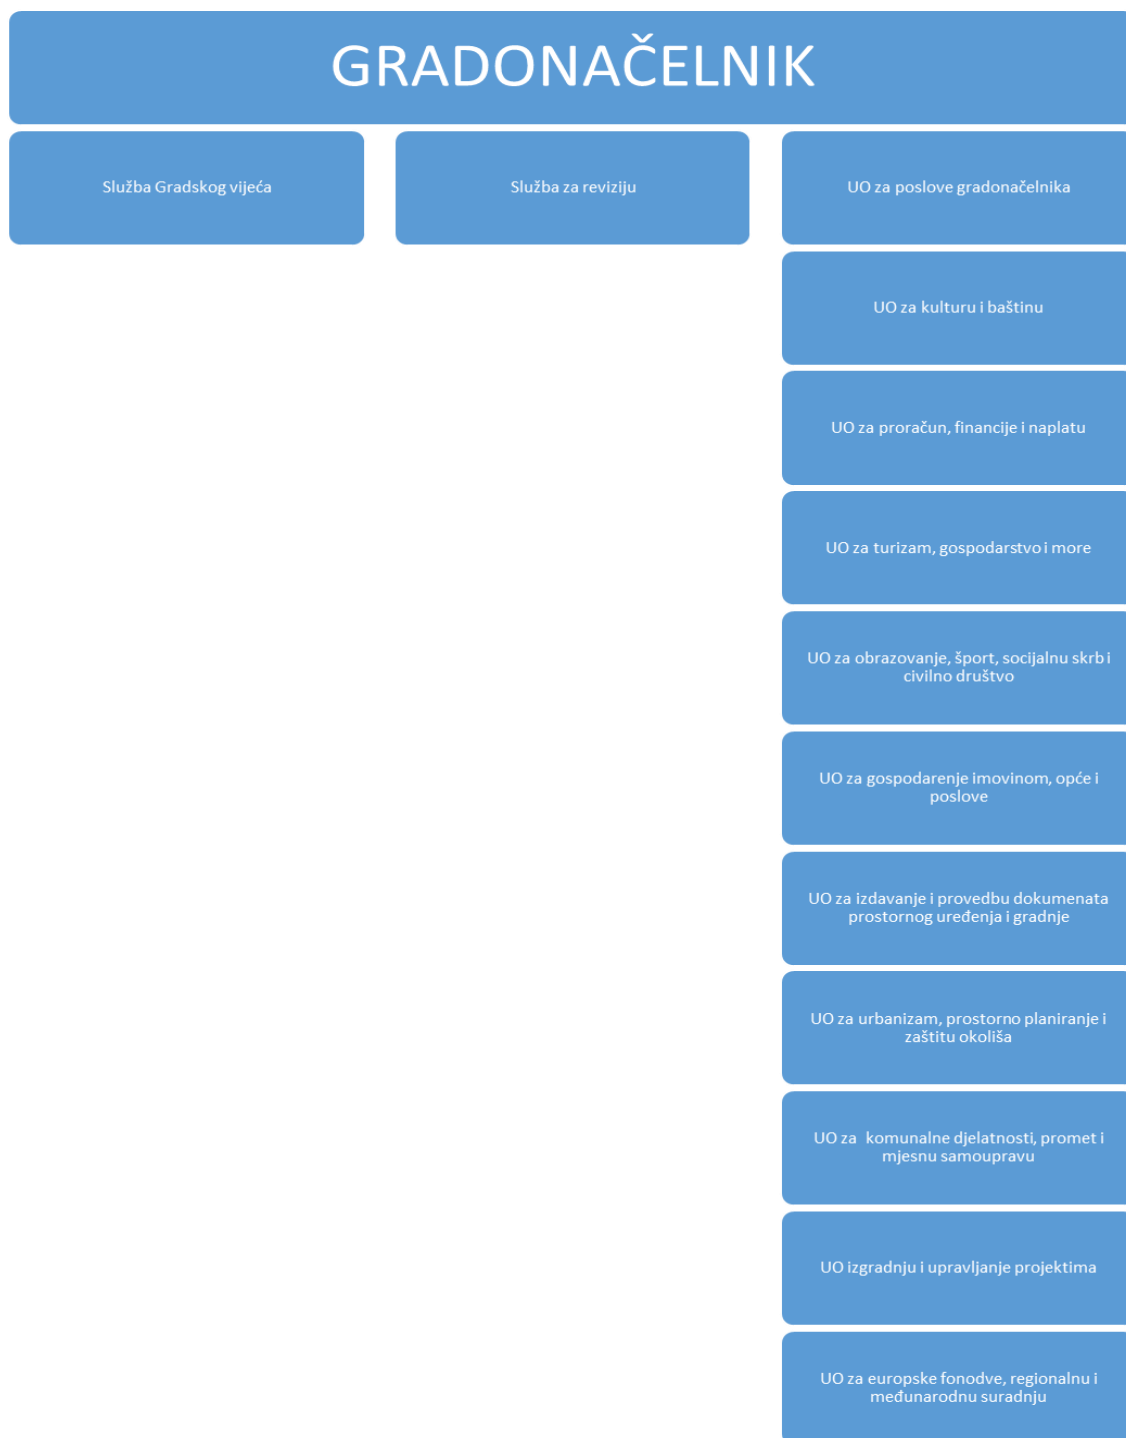 GRADONAČELNIK
Služba Gradskog vijeća
Služba za reviziju
UO za poslove gradonačelnika
UO za kulturu i baštinu
UO za proračun, financije i naplatu
UO za turizam, gospodarstvo i more
UO za obrazovanje, šport, socijalnu skrb i
civilno društvo
UO za gospodarenje imovinom, opće i
poslove
UO za izdavanje i provedbu dokumenata
prostornog uređenja i gradnje
UO za urbanizam, prostorno planiranje i
zaštitu okoliša
UO za  komunalne djelatnosti, promet i
mjesnu samoupravu
UO izgradnju i upravljanje projektima
UO za europske fonodve, regionalnu i
međunarodnu suradnju